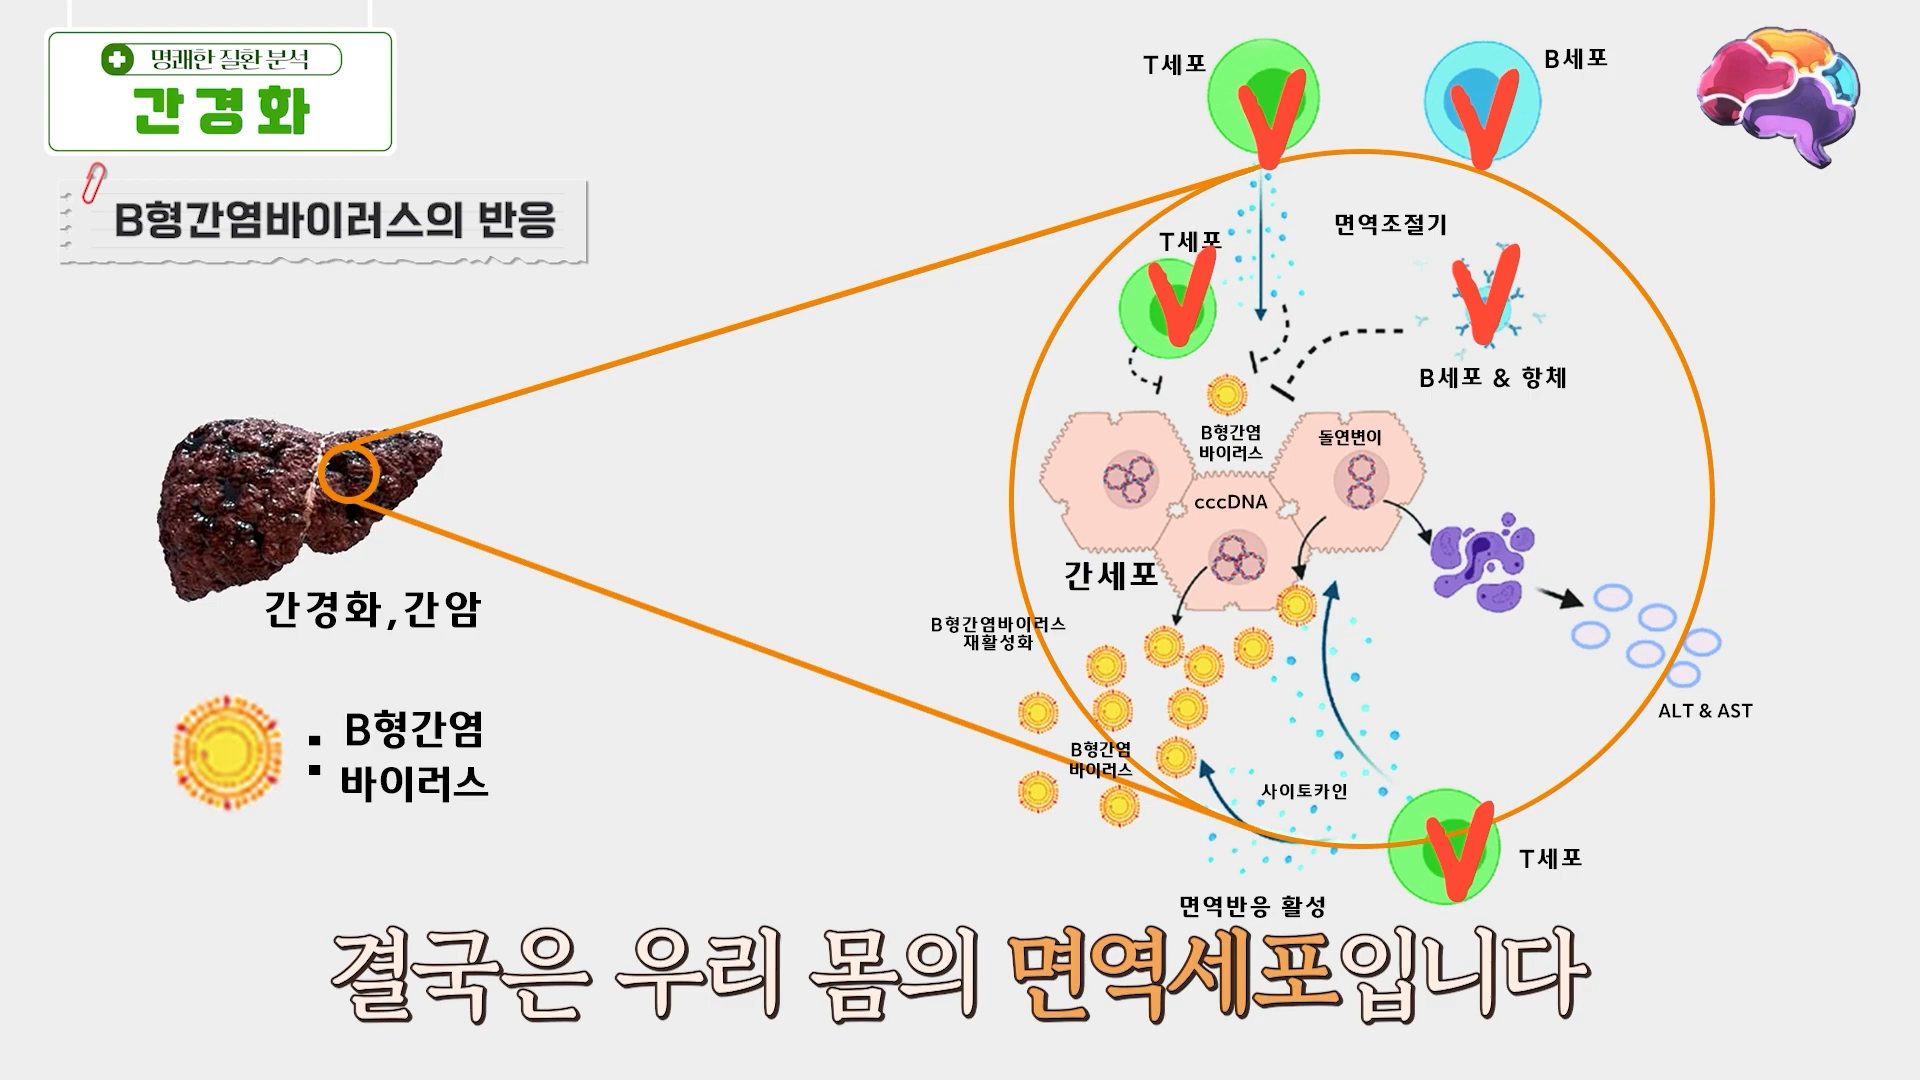 명쾌한 질환 분석
간경화
B형간염바이러스의 반응
T세포
B세포
면역조절기
T세포
B세포 & 항체
B형간염
바이러스
돌연변이
cccDNA
간세포
간경화,간암
B형간염바이러스
재활성화
B형간염
바이러스
ALT & AST
: B형간염
바이러스
사이토카인
T세포
면역반응 활성
결국은 우리 몸의 면역세포입니다